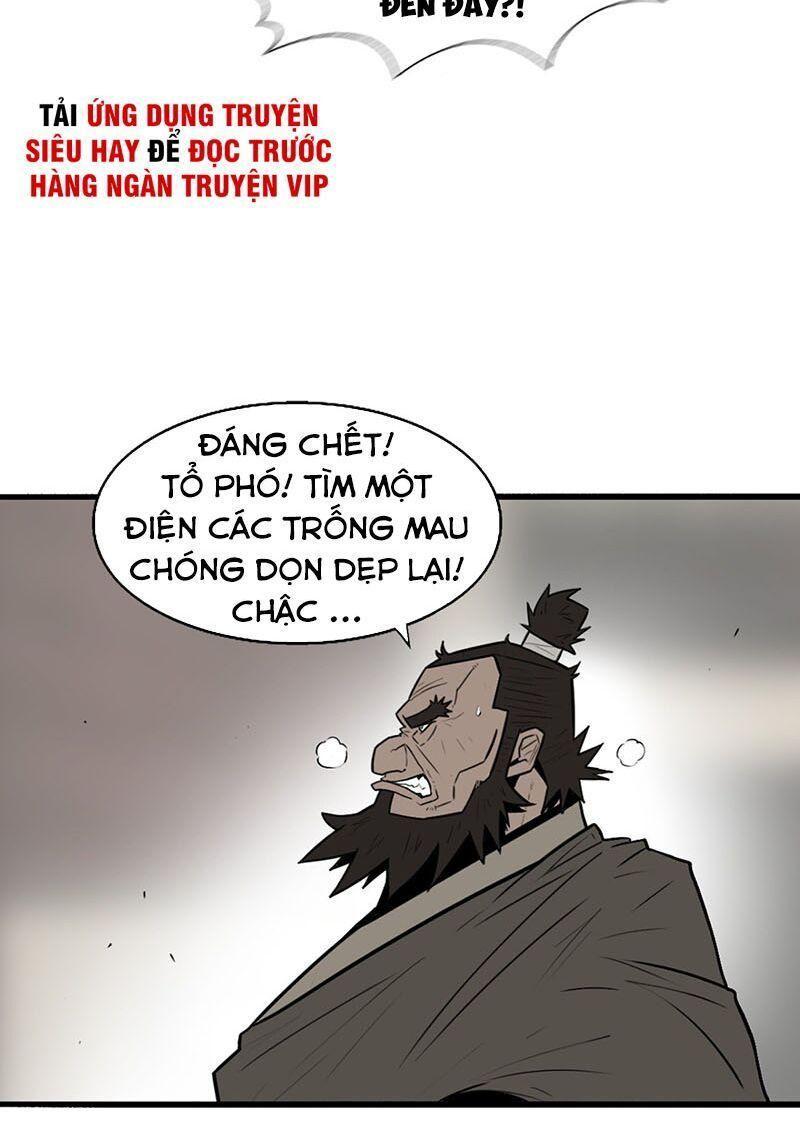 ĐẾN ĐÂY?!
TẢI ỨNG DỤNG TRUYỆN
SIÊU HAY ĐỂ ĐỌC TRƯỚC
HÀNG NGÀN TRUYỆN VIP
ĐÁNG CHẾT!
TỔ PHÓ! TÌM MỘT
ĐIỆN CÁC TRỐNG MAU
CHÓNG DỌN DẸP LẠI!
CHẬC ...